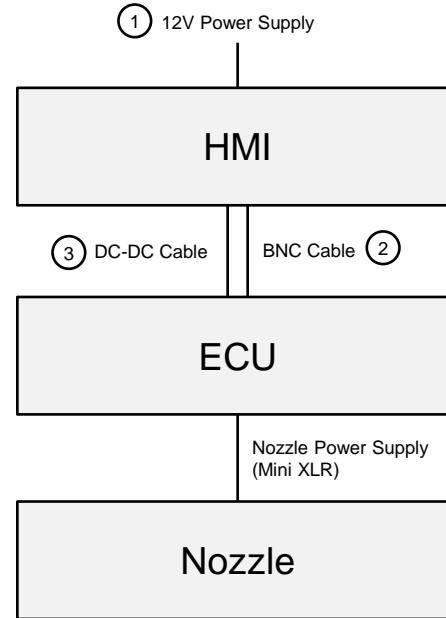 1 12V Power Supply
HMI
3 DC-DC Cable BNC Cable 2
ECU
Nozzle Power Supply
(Mini XLR)
Nozzle